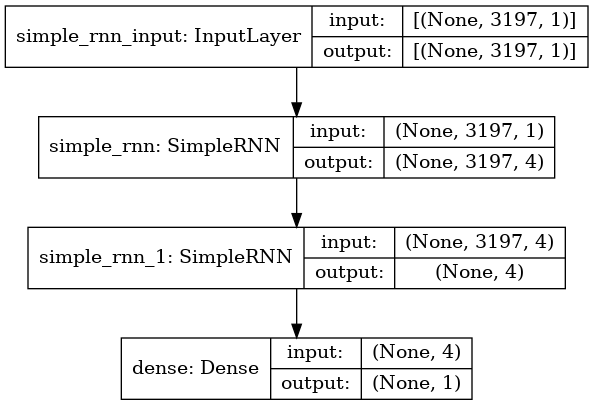 simple_rnn_input: InputLayer
input: [(None, 3197, 1)]
output: [(None, 3197, 1)]
simple_rnn: SimpleRNN
input: (None, 3197, 1)
output: (None, 3197, 4)
simple_rnn_1: SimpleRNN
input: (None, 3197, 4)
output: (None, 4)
dense: Dense
input: (None, 4)
output: (None, 1)